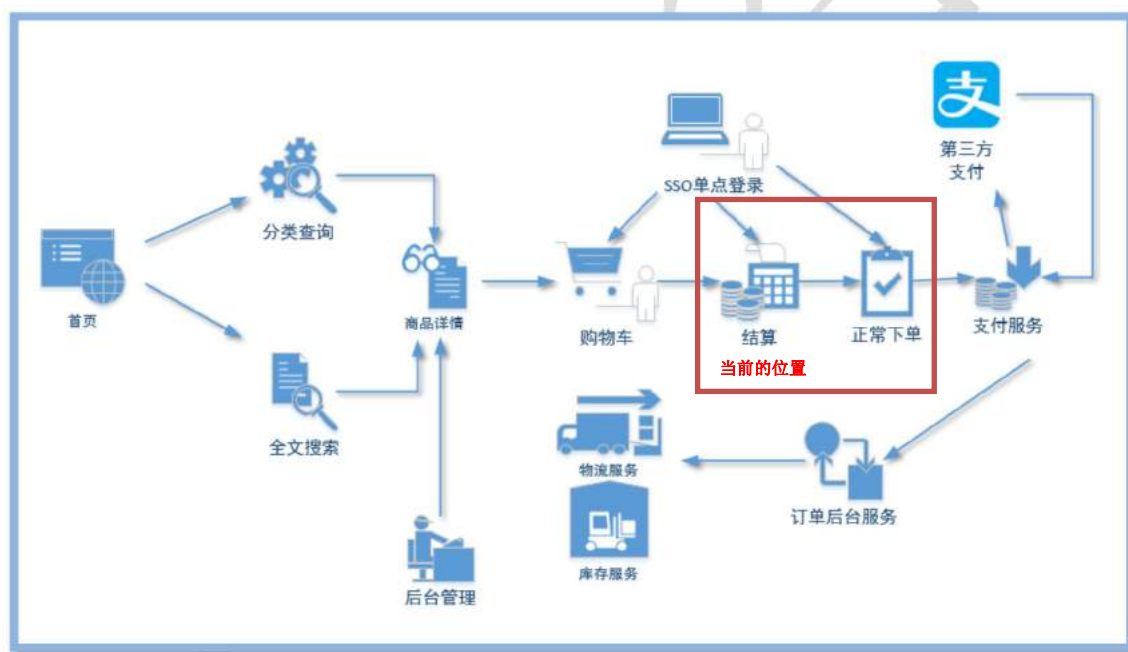 支
第三方
支付
SSO单点登录
分类查询
首页
商品详情
购物车
结算
正常下单
支付服务
当前的位置
全文搜索
物流服务
订单后台服务
库存服务
后台管理